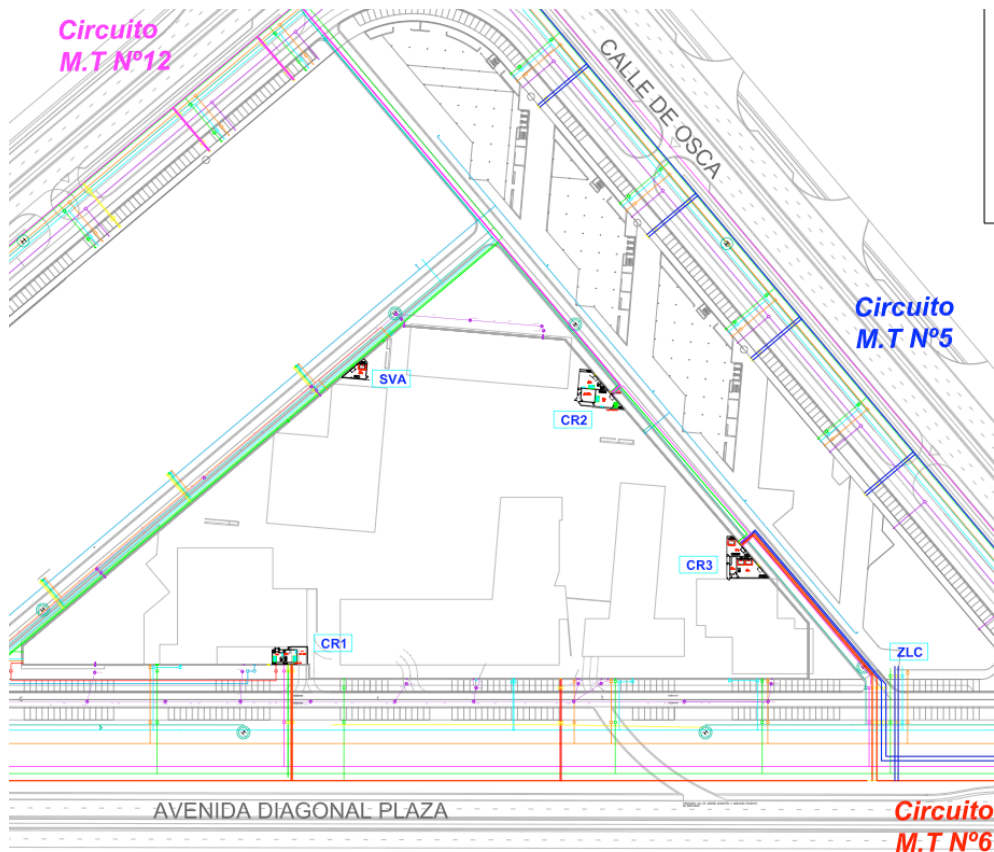 Circuito
M.T Nº12
CALLE DE OSCA
Circuito
M.T Nº5
SVA
CR2
CR3
CR1
ZLC
AVENIDA DIAGONAL PLAZA
Circuito
M.T Nº6